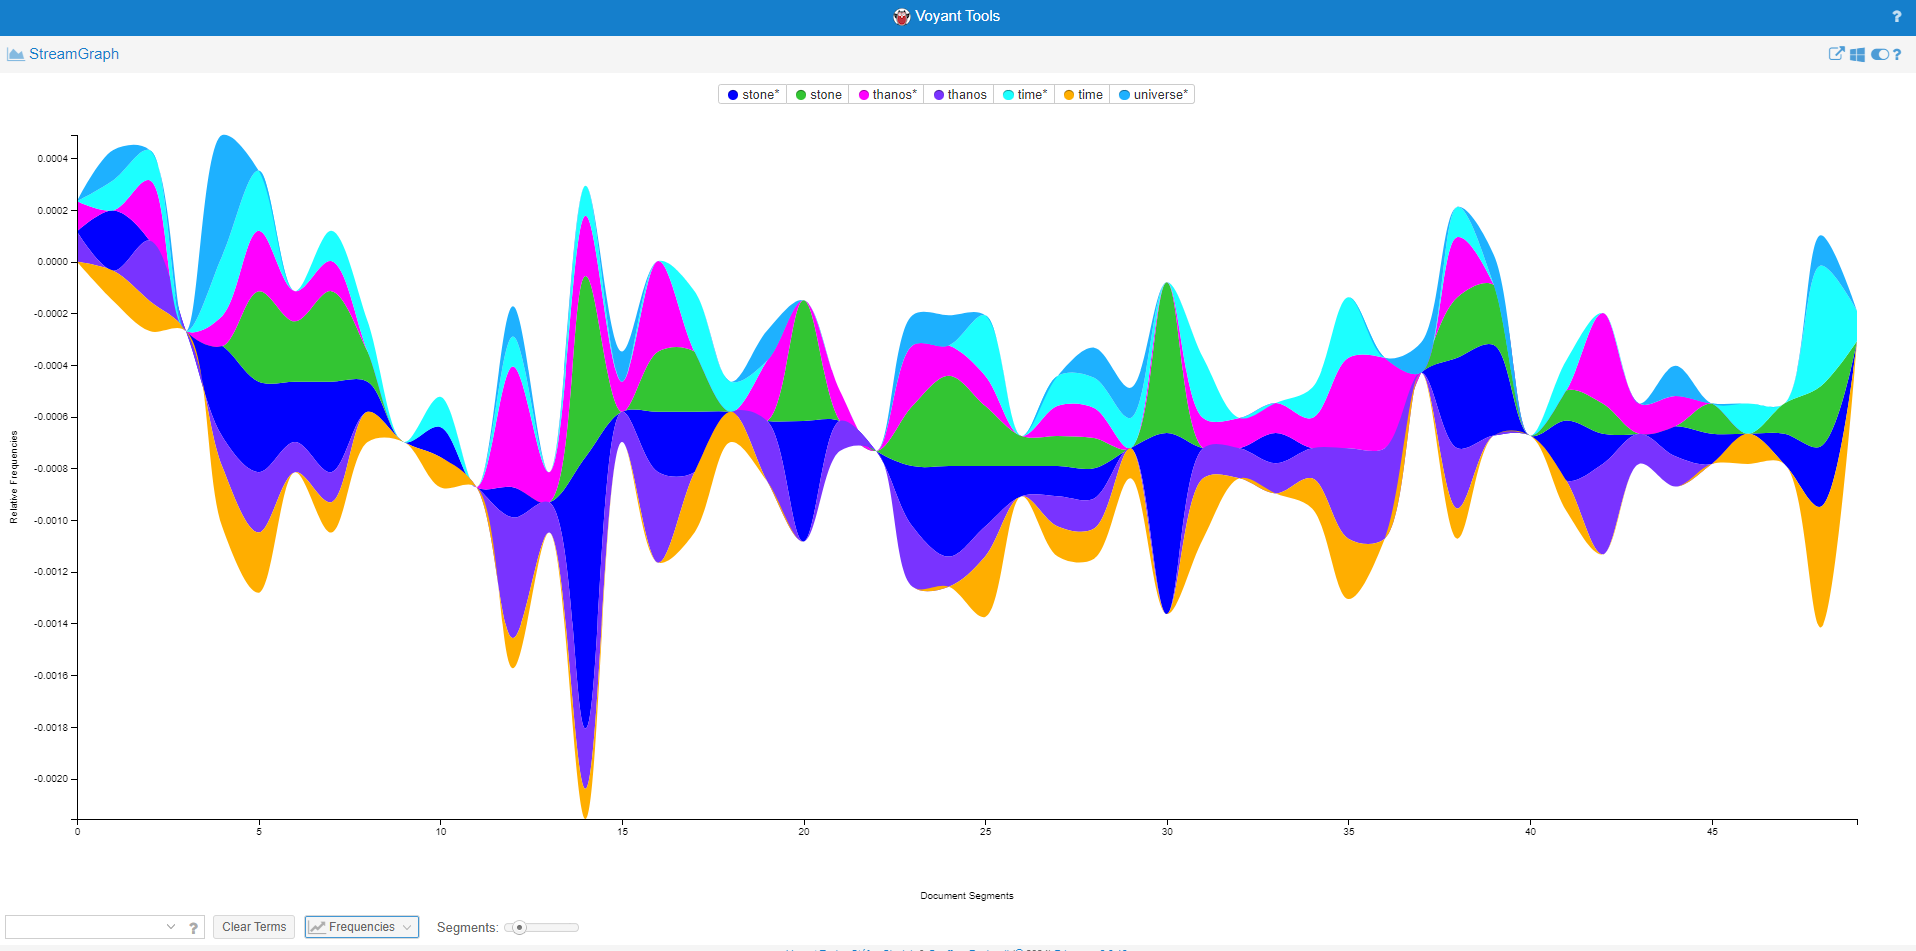 Voyant Tools
?
StreamGraph
?
stone* stone thanos* thanos time* time universe*
0.0004
0.0002
0.0000
-0.0002
-0.0004
-0.0006
-0.0008
-0.0010
-0.0012
-0.0014
-0.0016
-0.0018
-0.0020
Relative Frequencies
0 5 10 15 20 25 30 35 40 45
Document Segments
? Clear Terms Frequencies Segments: